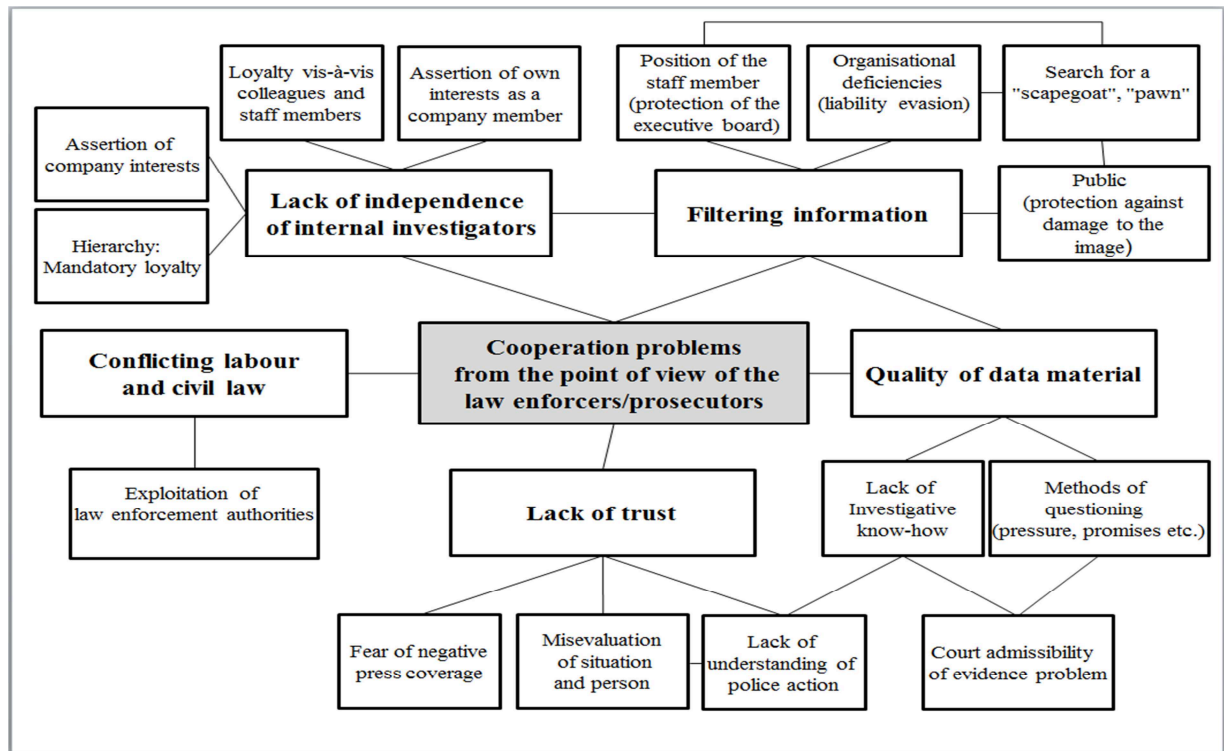 Loyalty vis-à-vis
colleagues and
staff members
Assertion of own
interests as a
company member
Position of the
staff member
(protection of the
executive board)
Organisational
deficiencies
(liability evasion)
Search for a
"scapegoat", "pawn"
Assertion of
company interests
Hierarchy:
Mandatory loyalty
Lack of independence
of internal investigators
Filtering information
Public
(protection against
damage to the
image)
Conflicting labour
and civil law
Cooperation problems
from the point of view of the
law enforcers/prosecutors
Quality of data material
Exploitation of
law enforcement authorities
Lack of trust
Lack of
Investigative
know-how
Methods of
questioning
(pressure, promises etc.)
Fear of negative
press coverage
Misevaluation
of situation
and person
Lack of
understanding of
police action
Court admissibility
of evidence problem